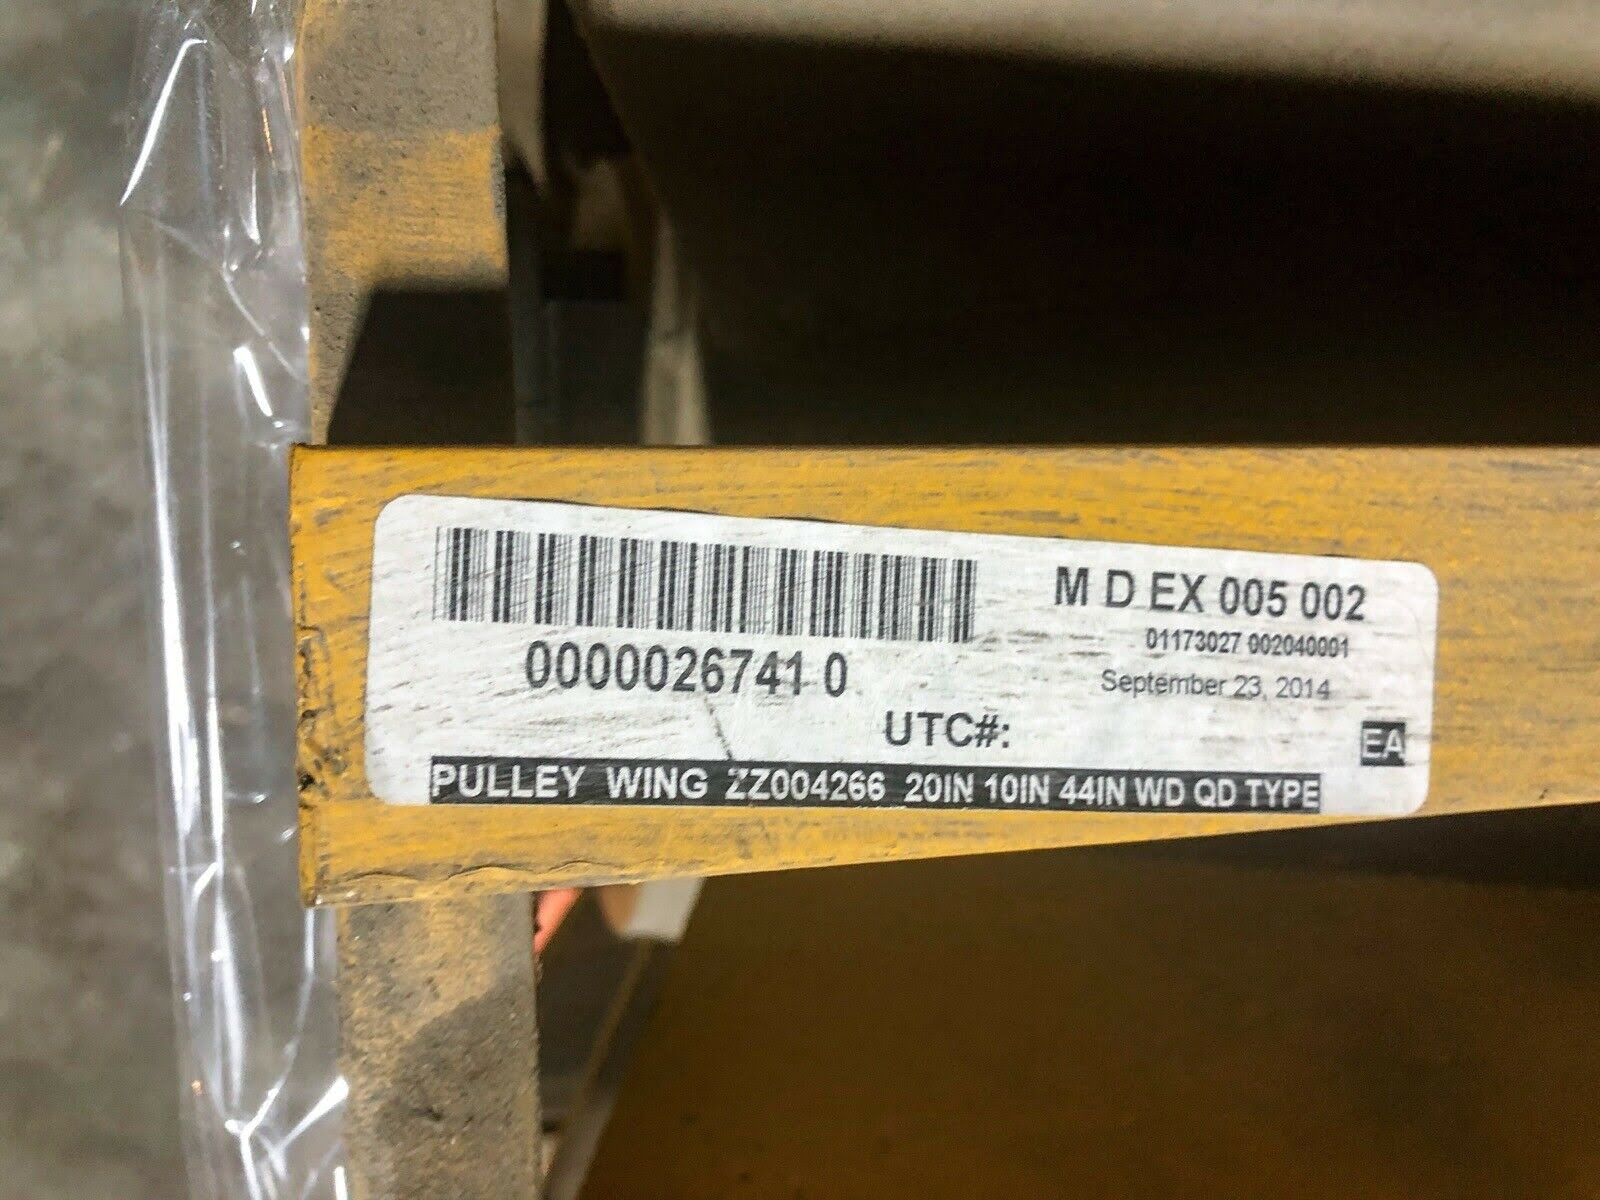 M D EX 005 002
0000026741 0
01173027 002040001
September 23, 2014
UTC#:
EA
PULLEY WING ZZ004266 20IN 10IN 44IN WD QD TYPE